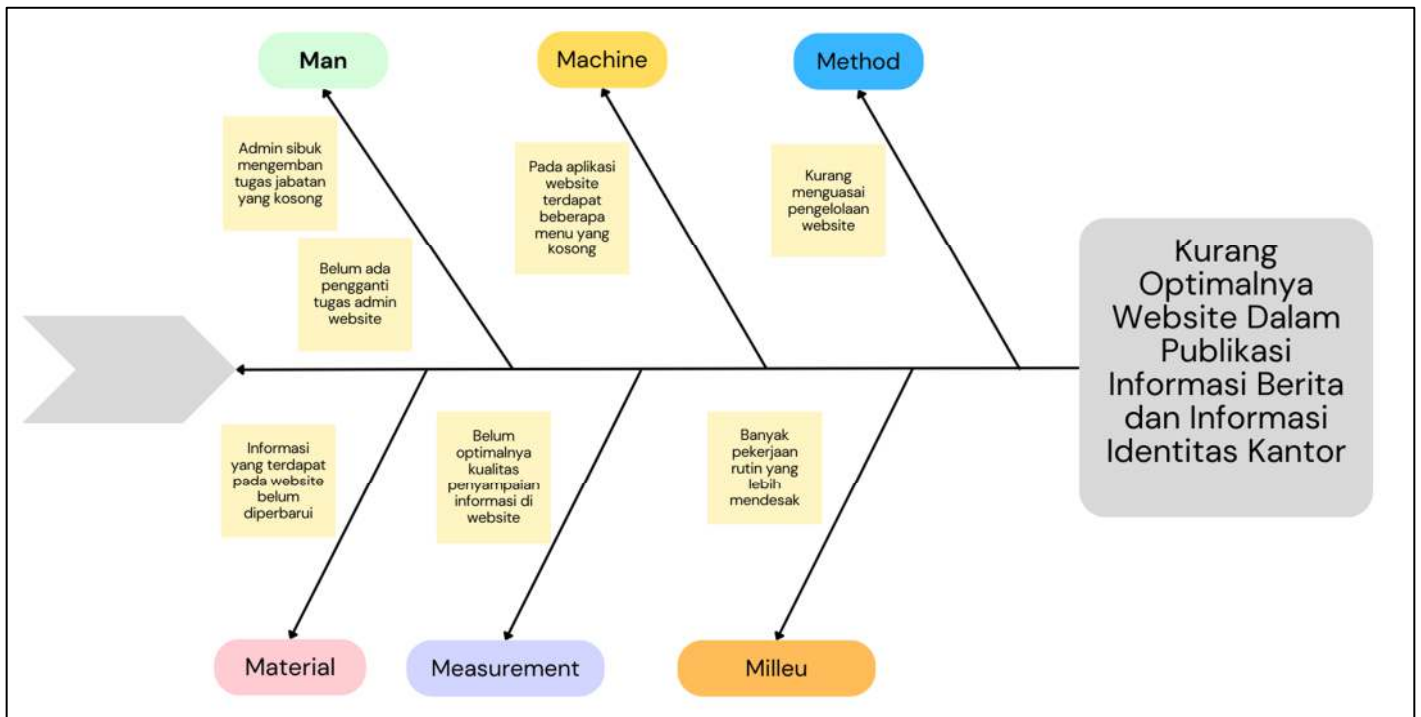 Man
Machine
Method
Admin sibuk
mengemban
tugas jabatan
yang kosong
Belum ada
pengganti
tugas admin
website
Pada aplikasi
website
terdapat
beberapa
menu yang
kosong
Kurang
menguasai
pengelolaan
website
Kurang
Optimalnya
Website Dalam
Publikasi
Informasi Berita
dan Informasi
Identitas Kantor
Informasi
yang terdapat
pada website
belum
diperbarui
Belum
optimalnya
kualitas
penyampaian
informasi di
website
Banyak
pekerjaan
rutin yang
lebih
mendesak
Material
Measurement
Milleu